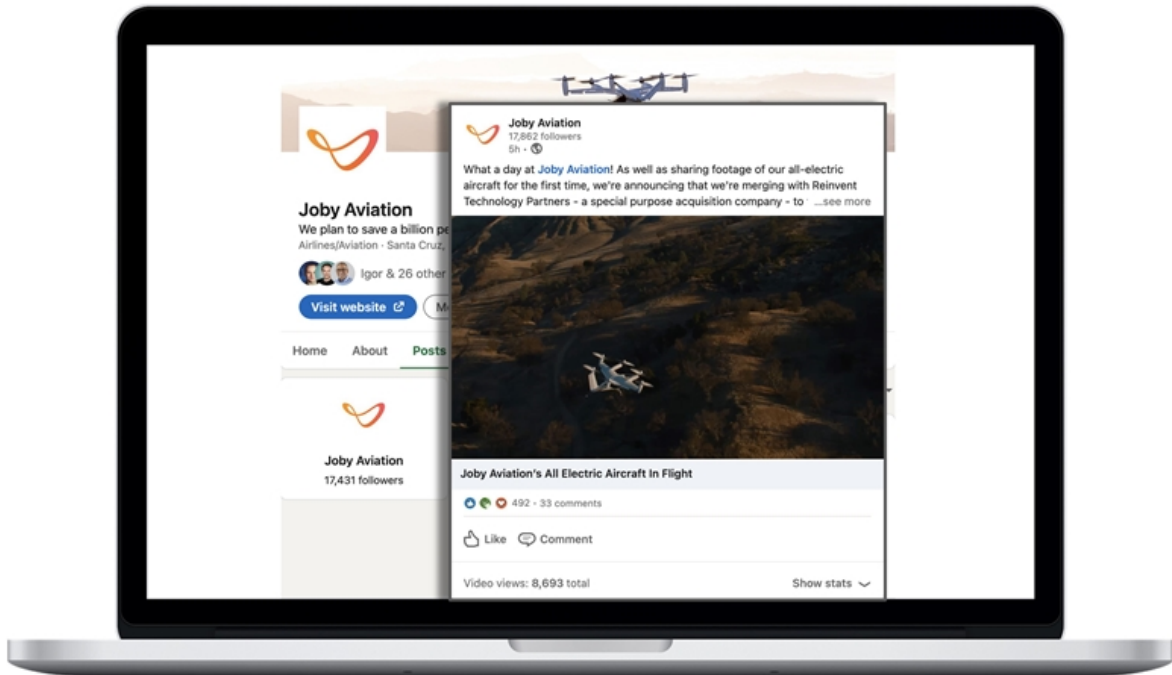 Joby Aviation
We plan to save a billion
Airlines/Aviation · Santa Cruz,
Igor & 26 other
Visit website
Home About Posts
Joby Aviation
17,431 followers
Joby Aviation
17,862 followers
5h •
What a day at Joby Aviation! As well as sharing footage of our all-electric
aircraft for the first time, we're announcing that we're merging with Reinvent
Technology Partners - a special purpose acquisition company - to ...see more
Joby Aviation's All Electric Aircraft In Flight
492 · 33 comments
Like Comment
Video views: 8,693 total
Show stats